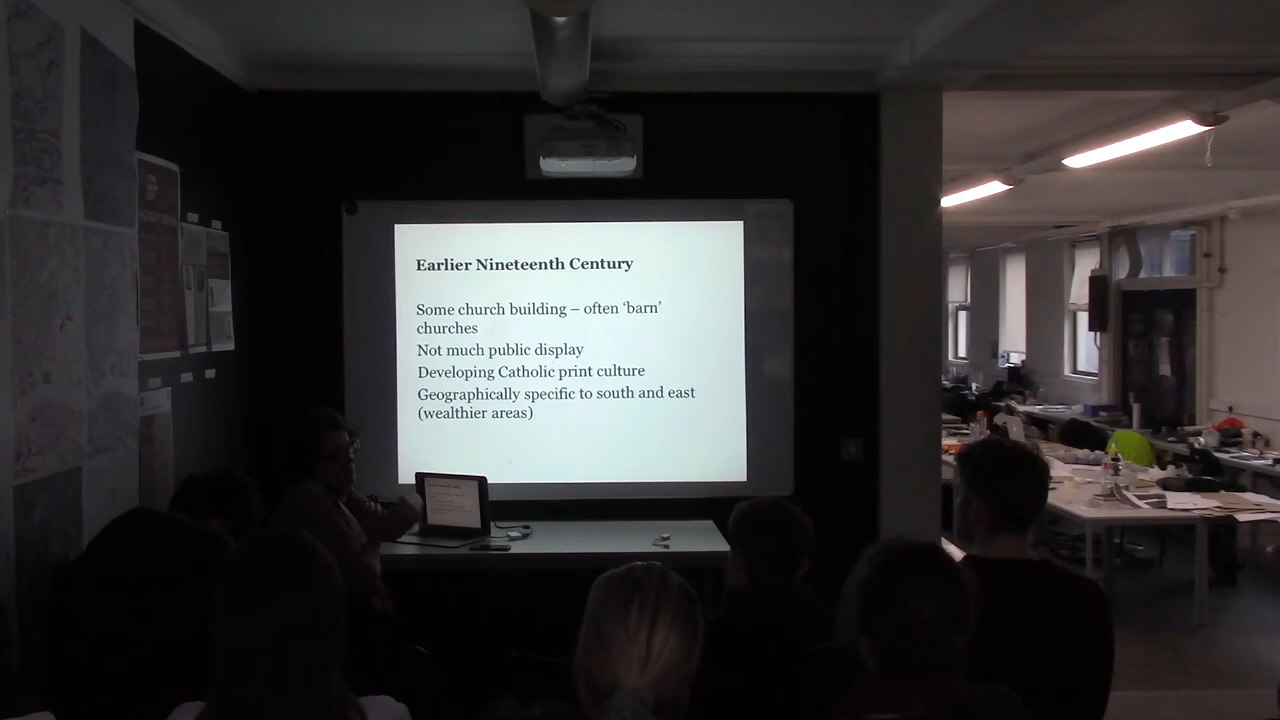 Earlier Nineteenth Century
Some church building – often ‘barn’
churches
Not much public display
Developing Catholic print culture
Geographically specific to south and east
(wealthier areas)